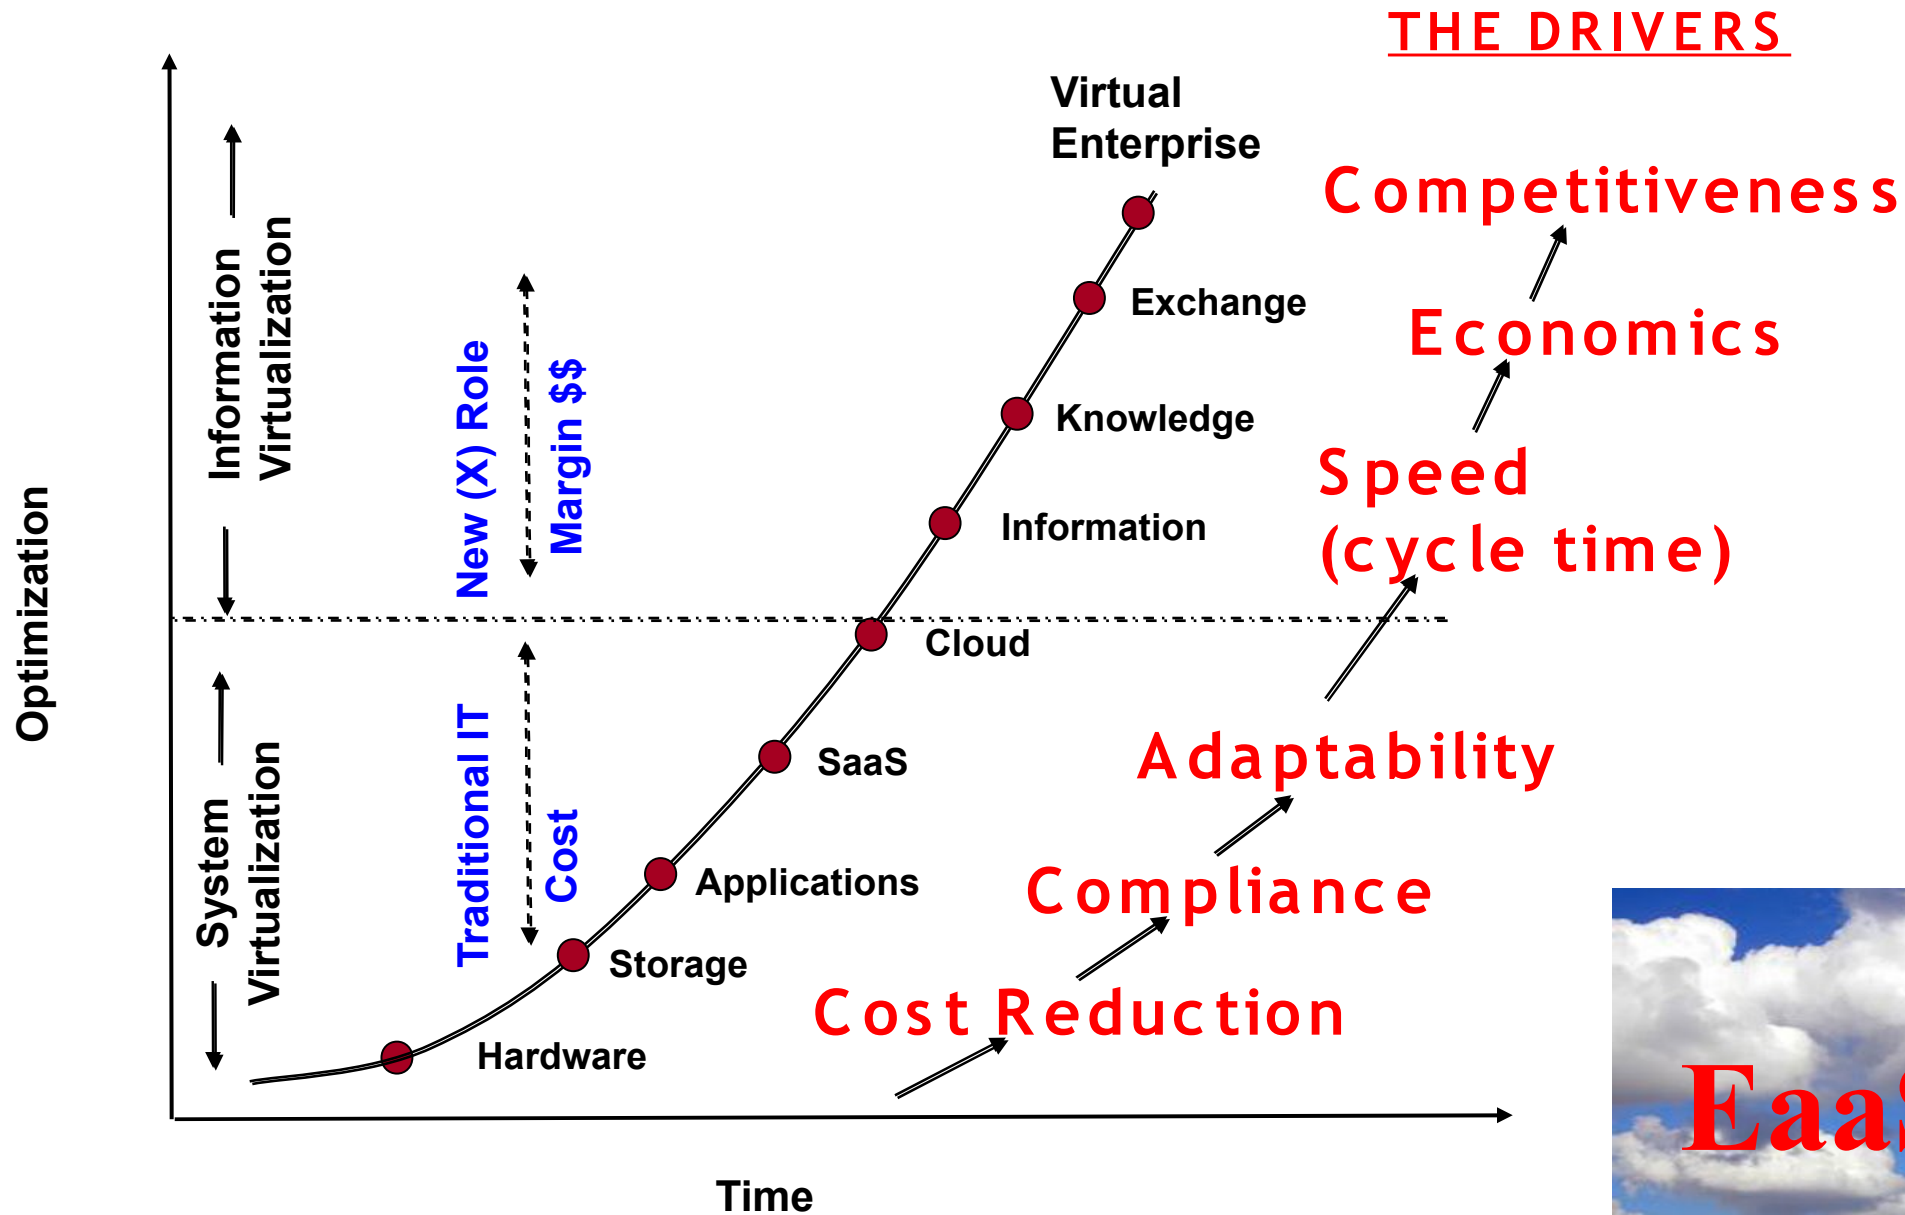 THE DRIVERS
Virtual
Enterprise
Competitiveness
Exchange
Economics
Knowledge
Speed
(cycle time)
Information
Information
Virtualization
New (X) Role
Margin $$
Optimization
Cloud
System
Virtualization
Traditional IT
Cost
SaaS
Adaptability
Applications
Compliance
Storage
Cost Reduction
Hardware
EaaS
Time